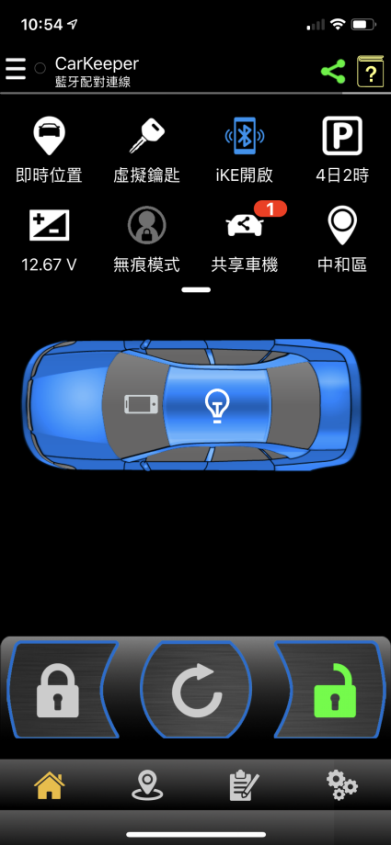 10:54
CarKeeper
藍牙配對連線
?
即時位置
虛擬鑰匙
iKE開啟
P
4日2時
12.67 V
無痕模式
1
共享車機
中和區